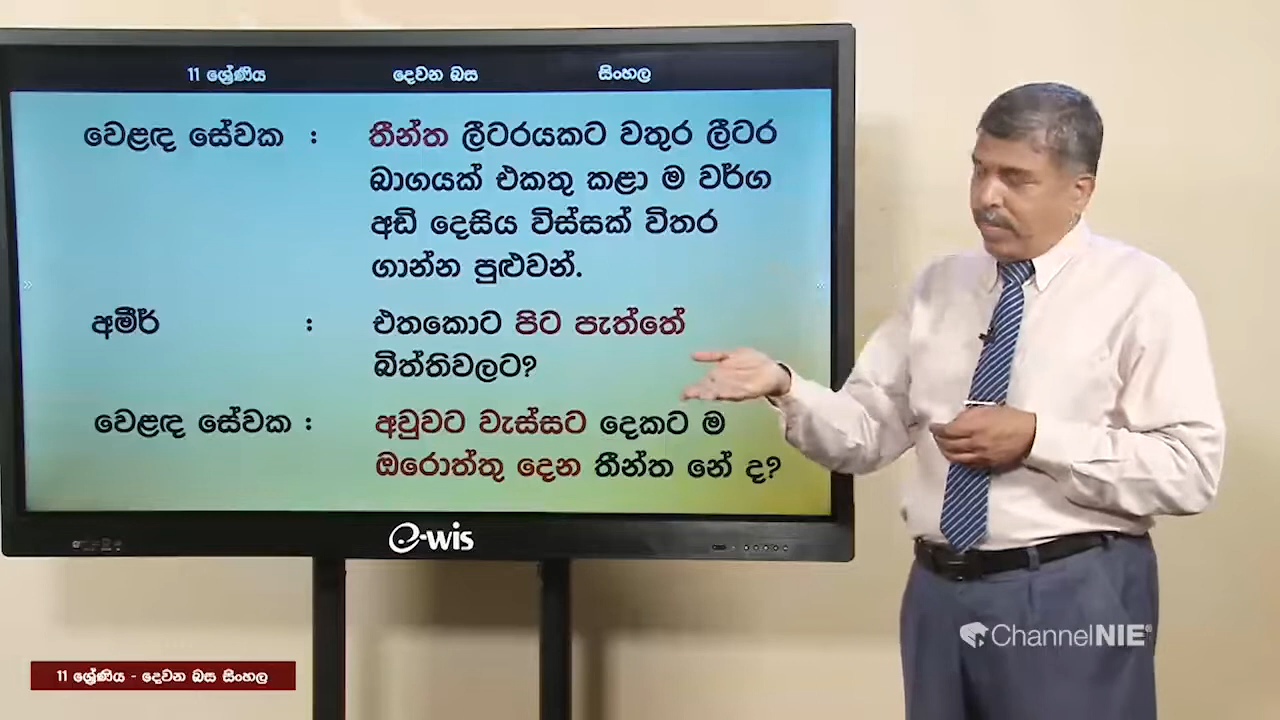 11 ශ්‍රේණිය දෙවන බස සිංහල
වෙළඳ සේවක : තීන්ත ලීටරයකට වතුර ලීටර
බාගයක් එකතු කළා ම වර්ග
අඩි දෙසිය විස්සක් විතර
ගාන්න පුළුවන්.
අමීර් : එතකොට පිට පැත්තේ
බිත්තිවලට?
වෙළඳ සේවක : අව්වට වැස්සට දෙකට ම
ඔරොත්තු දෙන තීන්ත නේ ද?
e-wis
ChannelNIE®
11 ශ්‍රේණිය - දෙවන බස සිංහල